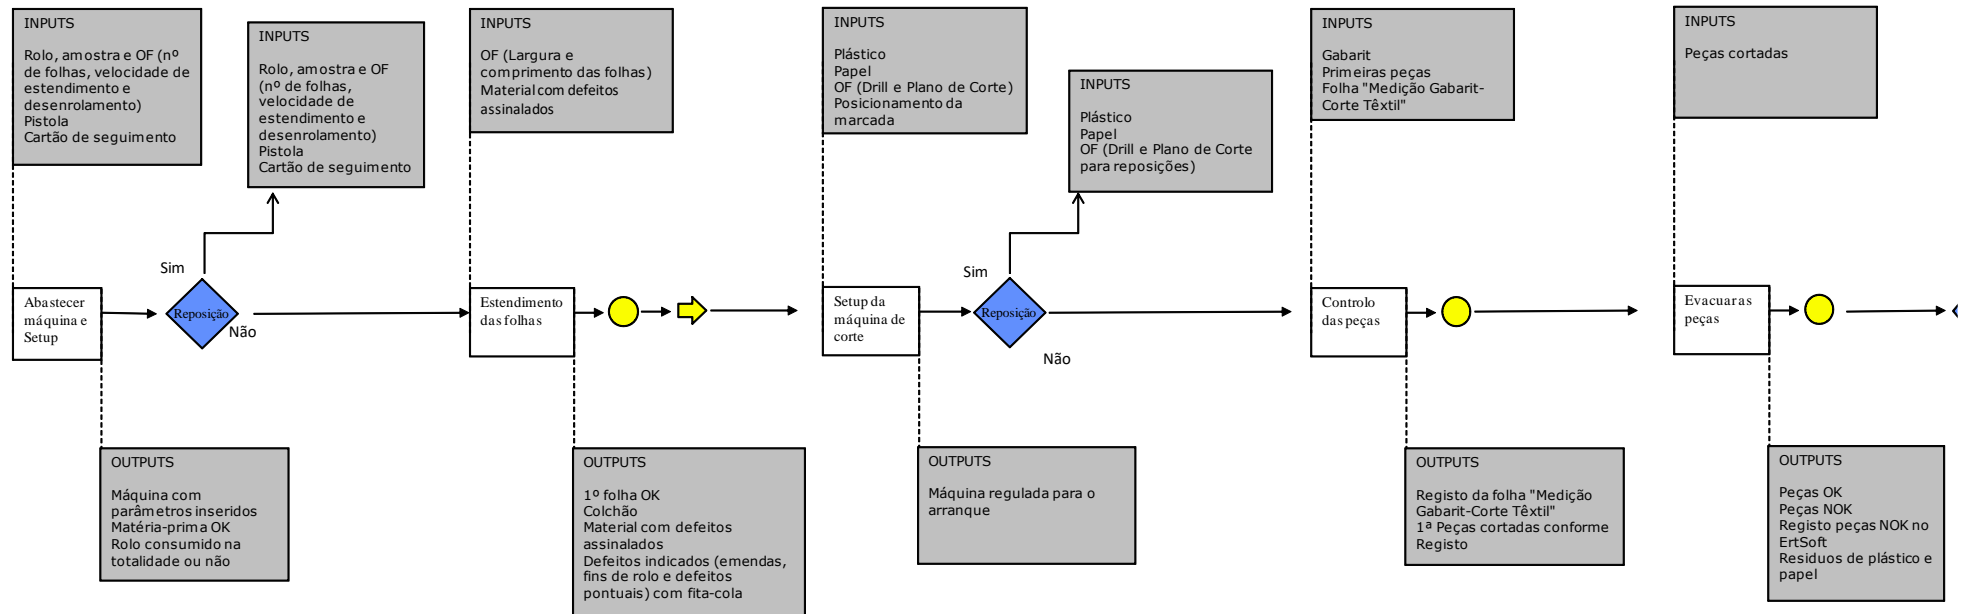 INPUTS
Rolo, amostra e OF (nº
de folhas, velocidade de
estendimento e
desenrolamento)
Pistola
Cartão de seguimento
INPUTS
Rolo, amostra e OF
(nº de folhas,
velocidade de
estendimento e
desenrolamento)
Pistola
Cartão de seguimento
INPUTS
OF (Largura e
comprimento das folhas)
Material com defeitos
assinalados
INPUTS
Plástico
Papel
OF (Drill e Plano de Corte)
Posicionamento da
marcada
INPUTS
Plástico
Papel
OF (Drill e Plano de Corte
para reposições)
INPUTS
Gabarit
Primeiras peças
Folha "Medição Gabarit-
Corte Têxtil"
INPUTS
Peças cortadas
Abastecer
máquina e
Setup
Sim
Reposição
Não
Estendimento
das folhas
Setup da
máquina de
corte
Sim
Reposição
Não
Controlo
das peças
Evacuar as
peças
OUTPUTS
Máquina com
parâmetros inseridos
Matéria-prima OK
Rolo consumido na
totalidade ou não
OUTPUTS
1º folha OK
Colchão
Material com defeitos
assinalados
Defeitos indicados (emendas,
fins de rolo e defeitos
pontuais) com fita-cola
OUTPUTS
Máquina regulada para o
arranque
OUTPUTS
Registo da folha "Medição
Gabarit-Corte Têxtil"
1ª Peças cortadas conforme
Registo
OUTPUTS
Peças OK
Peças NOK
Registo peças NOK no
ErtSoft
Residuos de plástico e
papel